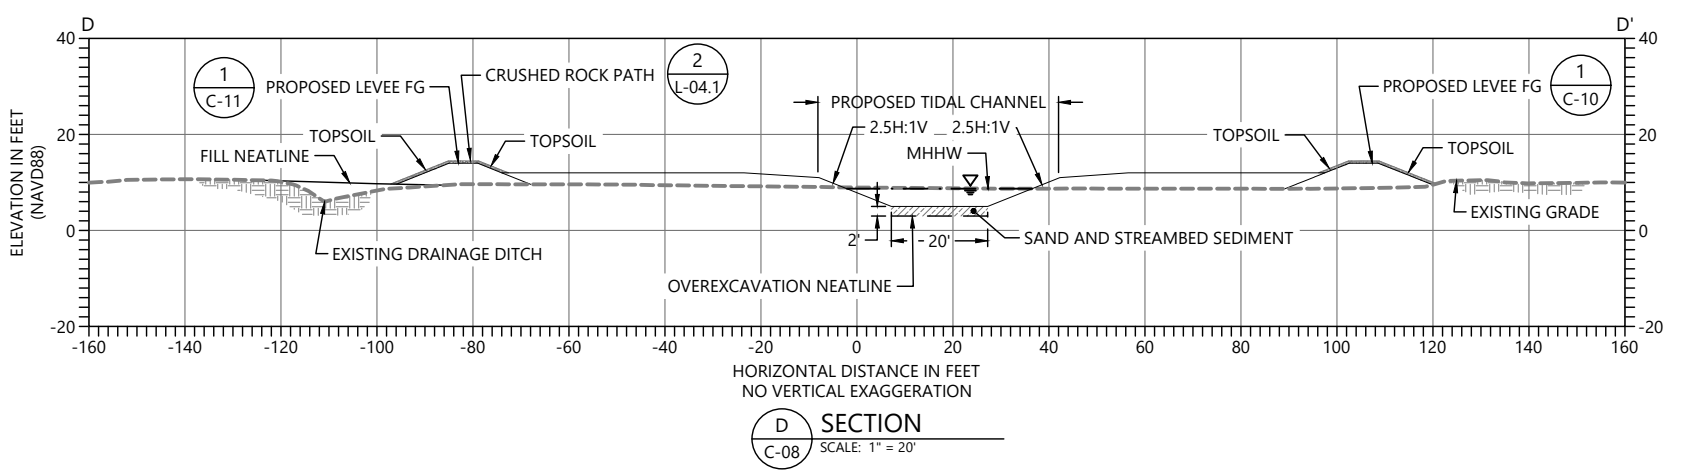 D
D'
40
20
0
-20
ELEVATION IN FEET
(NAVD88)
40
20
0
-20
1
C-11
PROPOSED LEVEE FG
CRUSHED ROCK PATH
2
L-04.1
TOPSOIL
TOPSOIL
FILL NEATLINE
EXISTING DRAINAGE DITCH
PROPOSED TIDAL CHANNEL
2.5H:1V
2.5H:1V
MHHW
2'
20'
SAND AND STREAMBED SEDIMENT
OVEREXCAVATION NEATLINE
PROPOSED LEVEE FG
1
C-10
TOPSOIL
TOPSOIL
EXISTING GRADE
-160 -140 -120 -100 -80 -60 -40 -20 0 20 40 60 80 100 120 140 160
HORIZONTAL DISTANCE IN FEET
NO VERTICAL EXAGGERATION
D
C-08
SECTION
SCALE: 1" = 20'